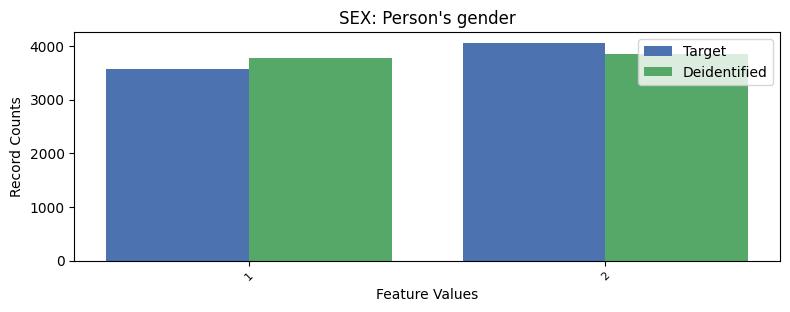 SEX: Person's gender
Target
Deidentified
4000
3000
2000
1000
0
Record Counts
1
2
Feature Values